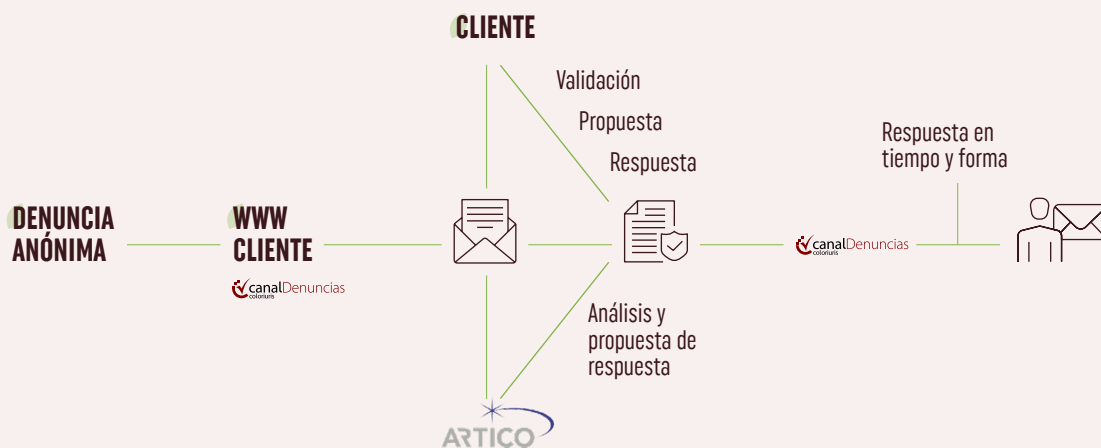 CLIENTE
Validación
Propuesta
Respuesta
Respuesta en
tiempo y forma
DENUNCIA
ANÓNIMA
WWW
CLIENTE
canalDenuncias
coloriuris
canalDenuncias
coloriuris
Análisis y
propuesta de
respuesta
ARTICO